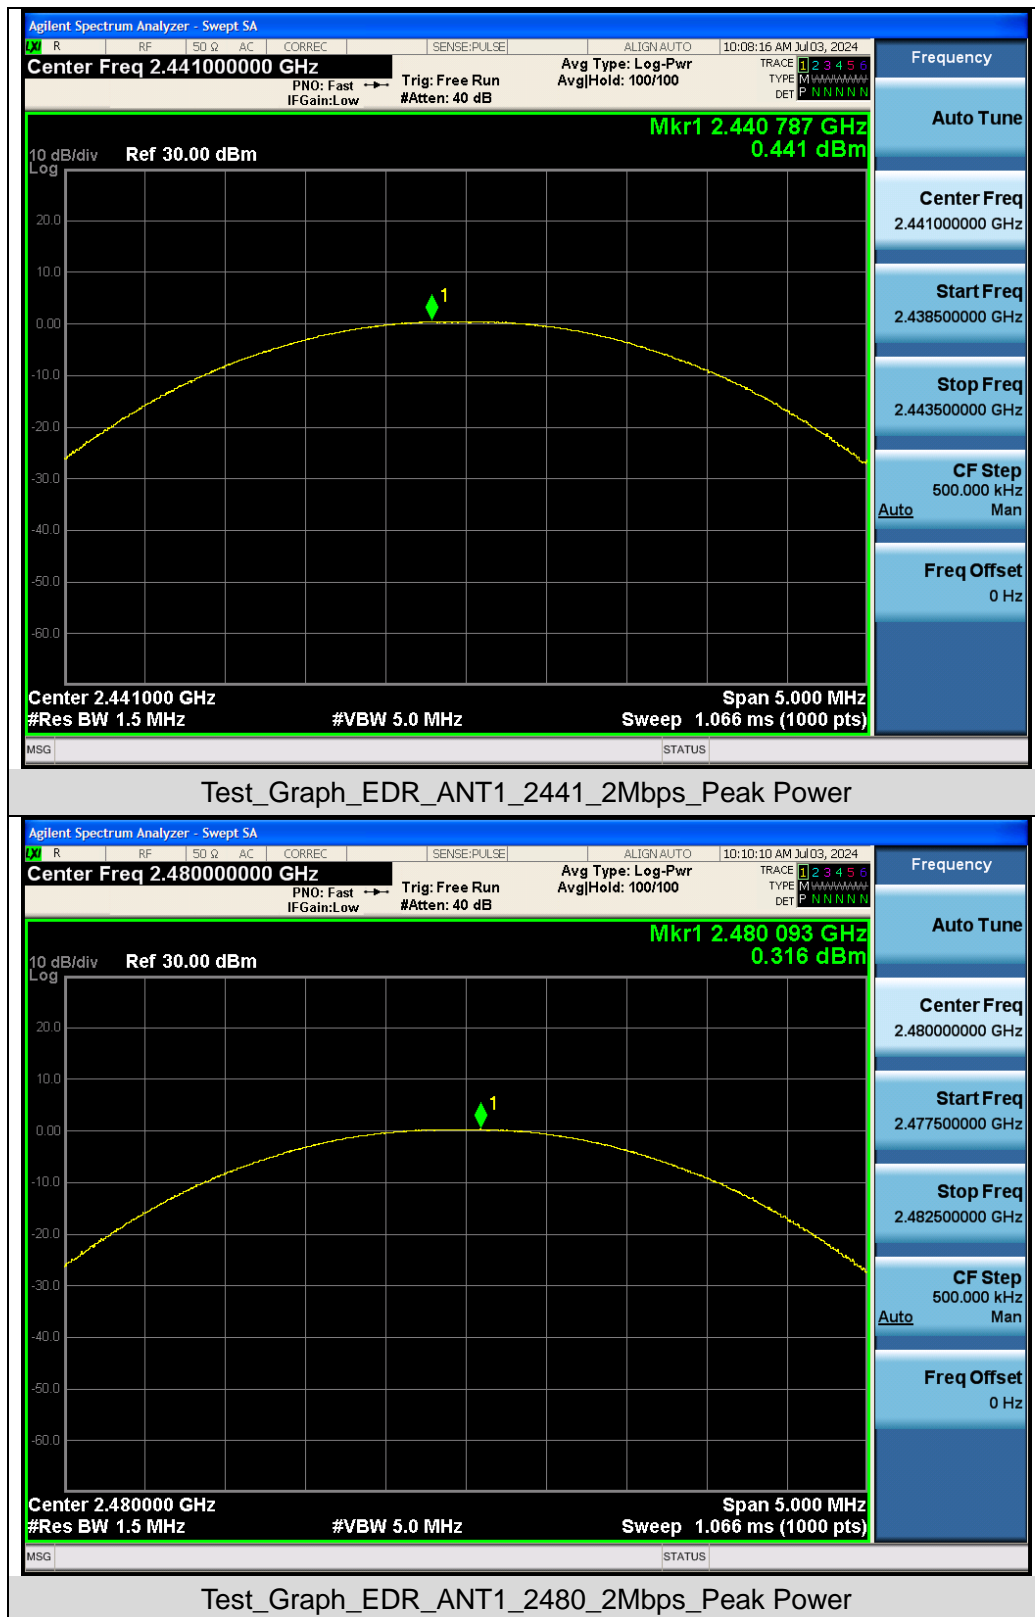 Agilent Spectrum Analyzer - Swept SA
LXI R RF 50 Ω AC CORREC SENSE:PULSE ALIGN AUTO 10:08:16 AM Jul 03, 2024
Center Freq 2.441000000 GHz
PNO: Fast
IFGain:Low
Trig: Free Run
#Atten: 40 dB
Avg Type: Log-Pwr
Avg|Hold: 100/100
TRACE 1 2 3 4 5 6
TYPE M
DET P N N N N N
Mkr1 2.440 787 GHz
0.441 dBm
10 dB/div Ref 30.00 dBm
Log
20.0
10.0
0.00
-10.0
-20.0
-30.0
-40.0
-50.0
-60.0
1
Center 2.441000 GHz Span 5.000 MHz
#Res BW 1.5 MHz #VBW 5.0 MHz Sweep 1.066 ms (1000 pts)
MSG STATUS
Frequency
Auto Tune
Center Freq
2.441000000 GHz
Start Freq
2.438500000 GHz
Stop Freq
2.443500000 GHz
CF Step
500.000 kHz
Auto Man
Freq Offset
0 Hz
Test_Graph_EDR_ANT1_2441_2Mbps_Peak Power
Agilent Spectrum Analyzer - Swept SA
LXI R RF 50 Ω AC CORREC SENSE:PULSE ALIGN AUTO 10:10:10 AM Jul 03, 2024
Center Freq 2.480000000 GHz
PNO: Fast
IFGain:Low
Trig: Free Run
#Atten: 40 dB
Avg Type: Log-Pwr
Avg|Hold: 100/100
TRACE 1 2 3 4 5 6
TYPE M
DET P N N N N N
Mkr1 2.480 093 GHz
0.316 dBm
10 dB/div Ref 30.00 dBm
Log
20.0
10.0
0.00
-10.0
-20.0
-30.0
-40.0
-50.0
-60.0
1
Center 2.480000 GHz Span 5.000 MHz
#Res BW 1.5 MHz #VBW 5.0 MHz Sweep 1.066 ms (1000 pts)
MSG STATUS
Frequency
Auto Tune
Center Freq
2.480000000 GHz
Start Freq
2.477500000 GHz
Stop Freq
2.482500000 GHz
CF Step
500.000 kHz
Auto Man
Freq Offset
0 Hz
Test_Graph_EDR_ANT1_2480_2Mbps_Peak Power